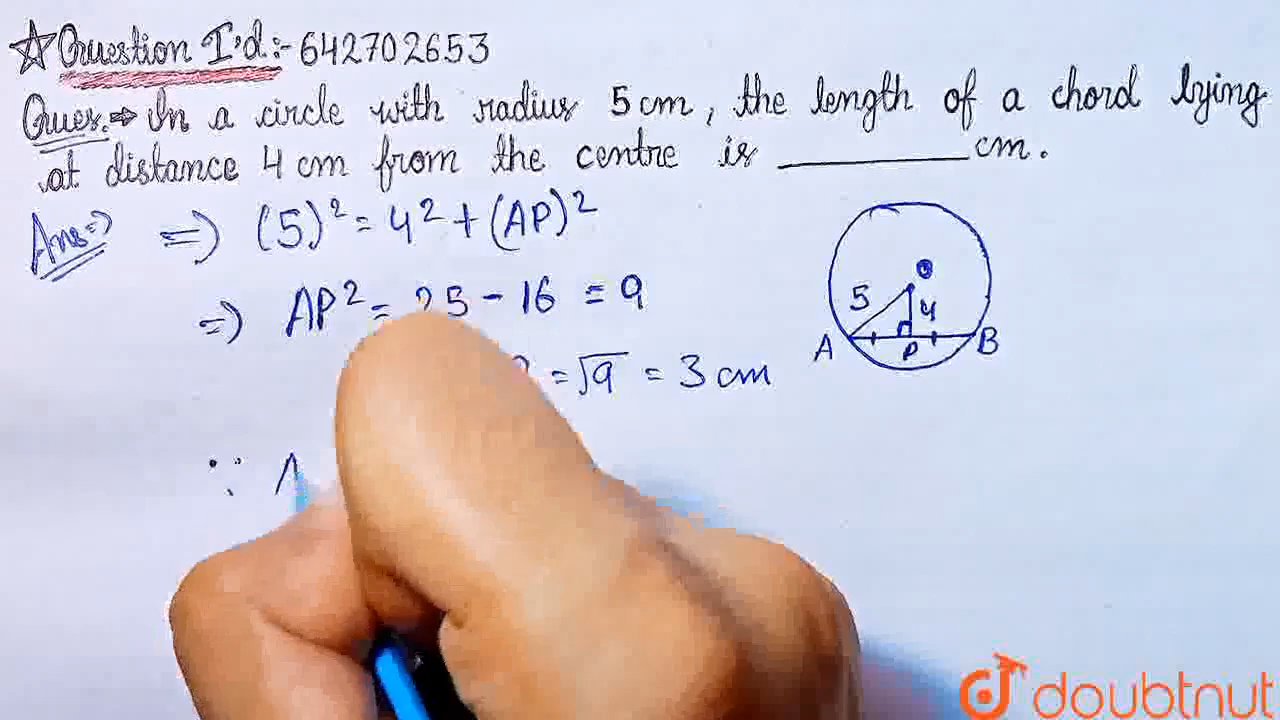 ☆ Question I'd:- 642702653
Ques. ⇒ In a circle with radius 5 cm, the length of a chord lying
at distance 4 cm from the centre is ________ cm.
Ans ⇒ ⇒ (5)² = 4² + (AP)²
⇒ AP² = 25 - 16 = 9
= √9 = 3 cm
∵ A
O
5
4
A
P
B
doubtnut